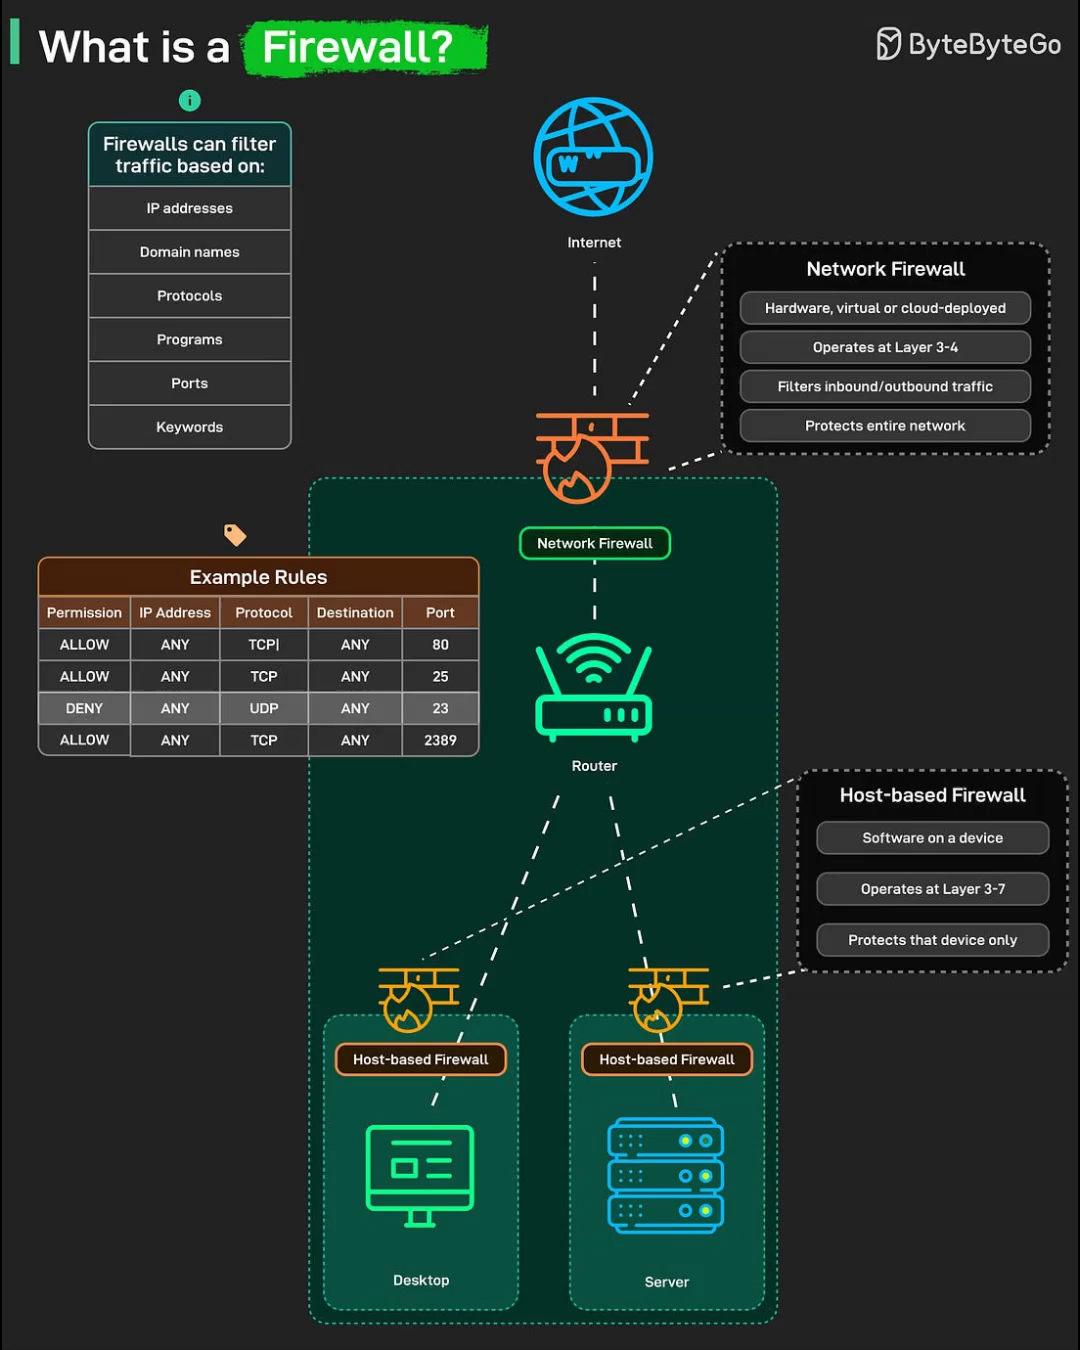 What is a Firewall?
ByteByteGo
Firewalls can filter
traffic based on:
IP addresses
Domain names
Protocols
Programs
Ports
Keywords
W W
Internet
Network Firewall
Hardware, virtual or cloud-deployed
Operates at Layer 3-4
Filters inbound/outbound traffic
Protects entire network
Network Firewall
Example Rules
Permission IP Address Protocol Destination Port
ALLOW ANY TCP| ANY 80
ALLOW ANY TCP ANY 25
DENY ANY UDP ANY 23
ALLOW ANY TCP ANY 2389
Router
Host-based Firewall
Software on a device
Operates at Layer 3-7
Protects that device only
Host-based Firewall
Host-based Firewall
Desktop
Server